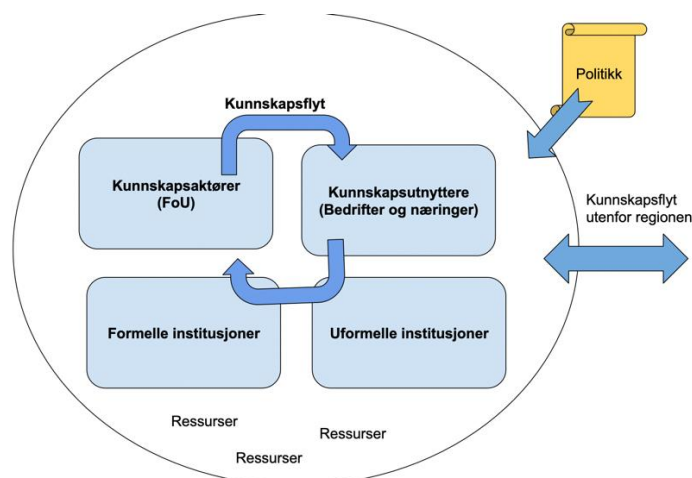 Politikk
Kunnskapsflyt
Kunnskapsaktører
(FoU)
Kunnskapsutnyttere
(Bedrifter og næringer)
Kunnskapsflyt
utenfor regionen
Formelle institusjoner
Uformelle institusjoner
Ressurser
Ressurser
Ressurser